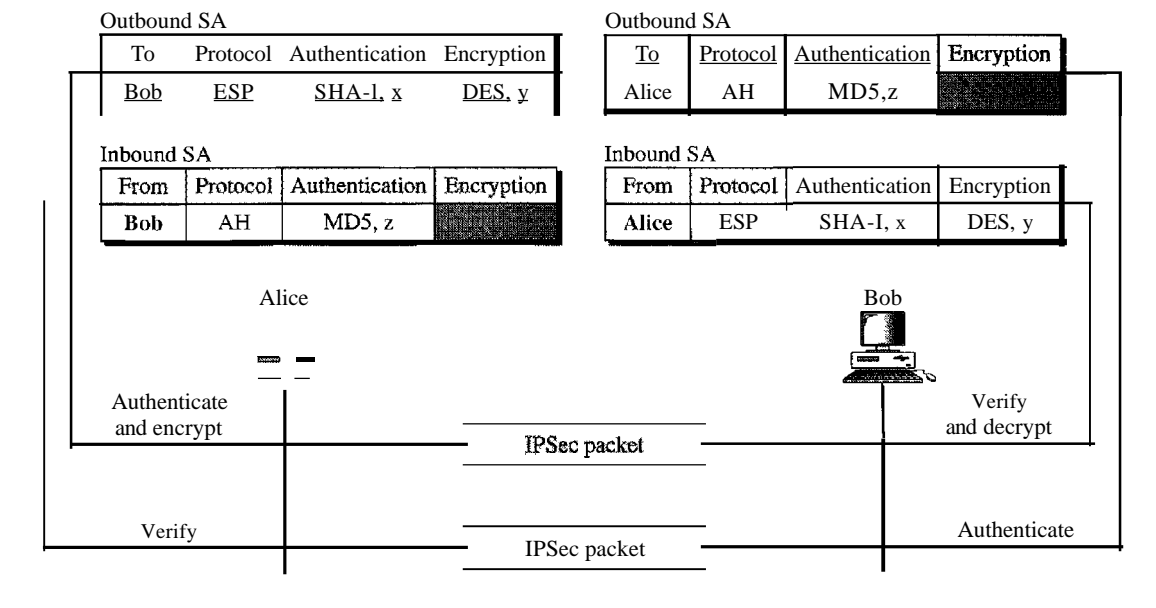 Outbound SA
To Protocol Authentication Encryption
Bob ESP SHA-l, x DES, y
Inbound SA
From Protocol Authentication Encryption
Bob AH MD5, z
Outbound SA
To Protocol Authentication Encryption
Alice AH MD5,z
Inbound SA
From Protocol Authentication Encryption
Alice ESP SHA-I, x DES, y
Alice
Bob
Authenticate
and encrypt
IPSec packet
Verify
and decrypt
Verify
IPSec packet
Authenticate